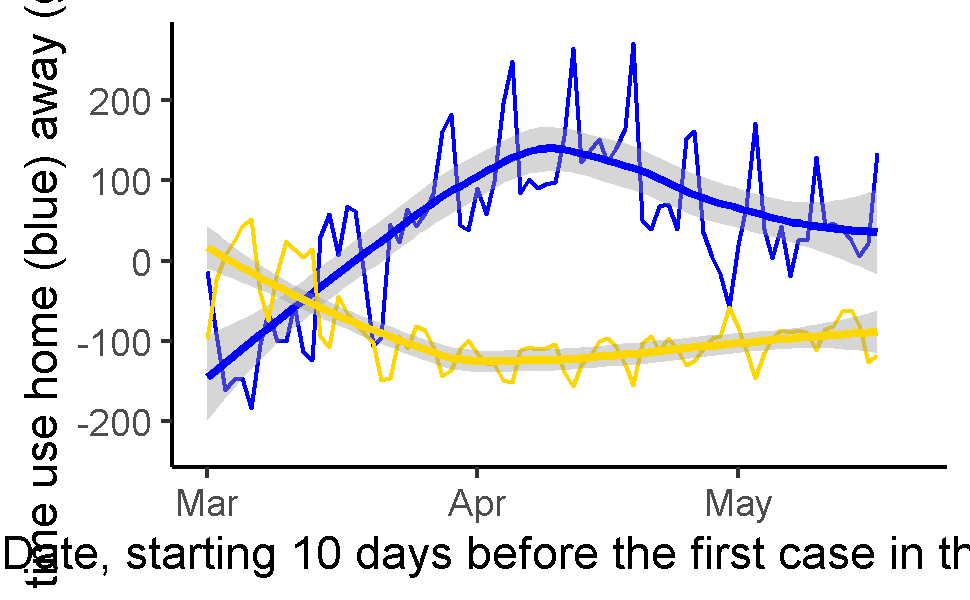 time use home (blue) away (
200
100
0
-100
-200
Mar Apr May
Date, starting 10 days before the first case in th